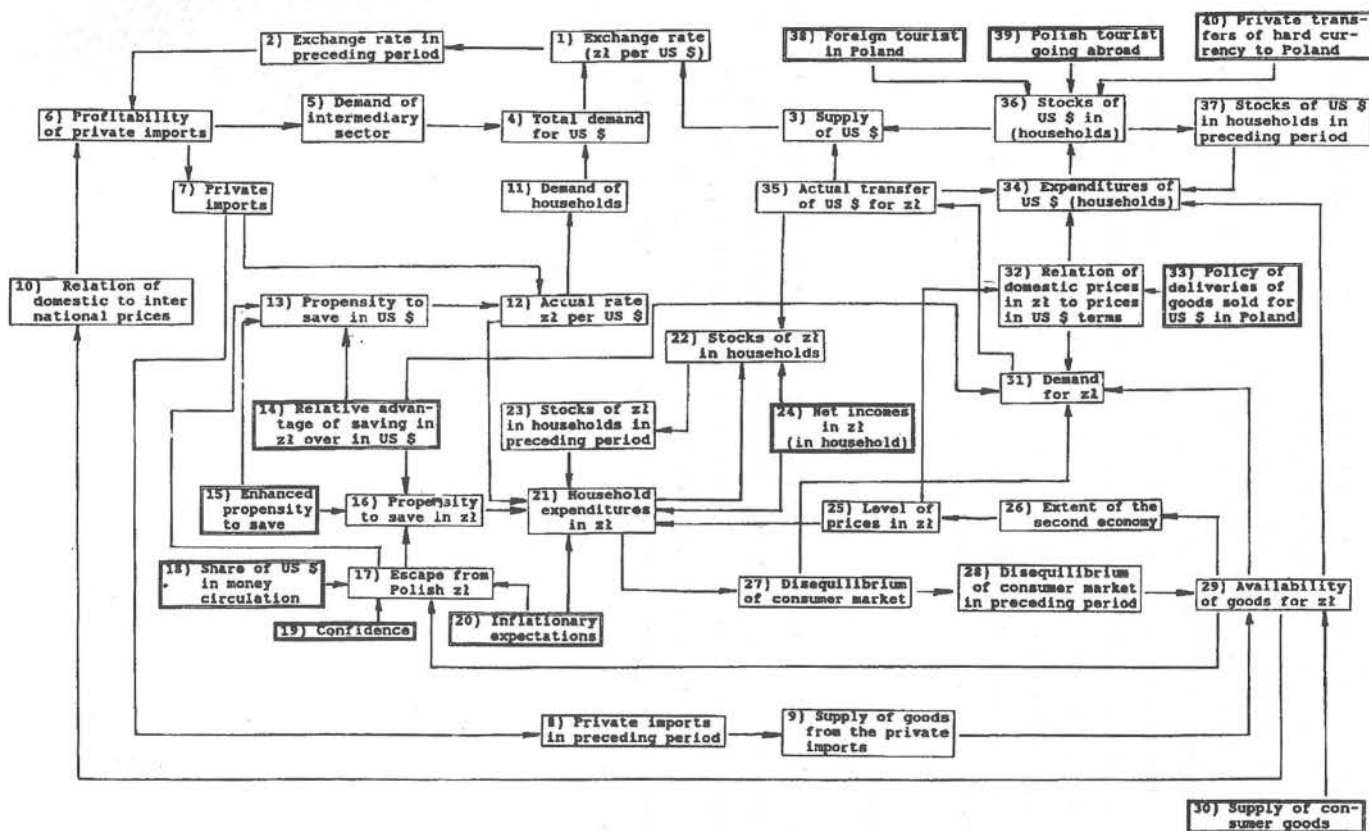 2) Exchange rate in
preceding period
1) Exchange rate
(zł per US $)
38) Foreign tourist
in Poland
39) Polish tourist
going abroad
40) Private trans-
fers of hard cur-
rency to Poland
6) Profitability
of private imports
5) Demand of
intermediary
sector
4) Total demand
for US $
3) Supply
of US $
36) Stocks of
US $ in
(households)
37) Stocks of US $
in households in
preceding period
7) Private
imports
11) Demand of
households
35) Actual transfer
of US $ for zł
34) Expenditures of
US $ (households)
10) Relation of
domestic to inter
national prices
13) Propensity to
save in US $
12) Actual rate
zł per US $
32) Relation of
domestic prices
in zł to prices
in US $ terms
33) Policy of
deliveries of
goods sold for
US $ in Poland
22) Stocks of zł
in households
31) Demand
for zł
14) Relative advan-
tage of saving in
zł over in US $
23) Stocks of zł
in households in
preceding period
24) Net incomes
in zł
(in household)
15) Enhanced
propensity
to save
16) Propensity
to save in zł
21) Household
expenditures
in zł
25) Level of
prices in zł
26) Extent of the
second economy
18) Share of US $
in money
circulation
17) Escape from
Polish zł
27) Disequilibrium
of consumer market
28) Disequilibrium
of consumer market
in preceding period
29) Availability
of goods for zł
19) Confidence
20) Inflationary
expectations
8) Private imports
in preceding period
9) Supply of goods
from the private
imports
30) Supply of con-
sumer goods